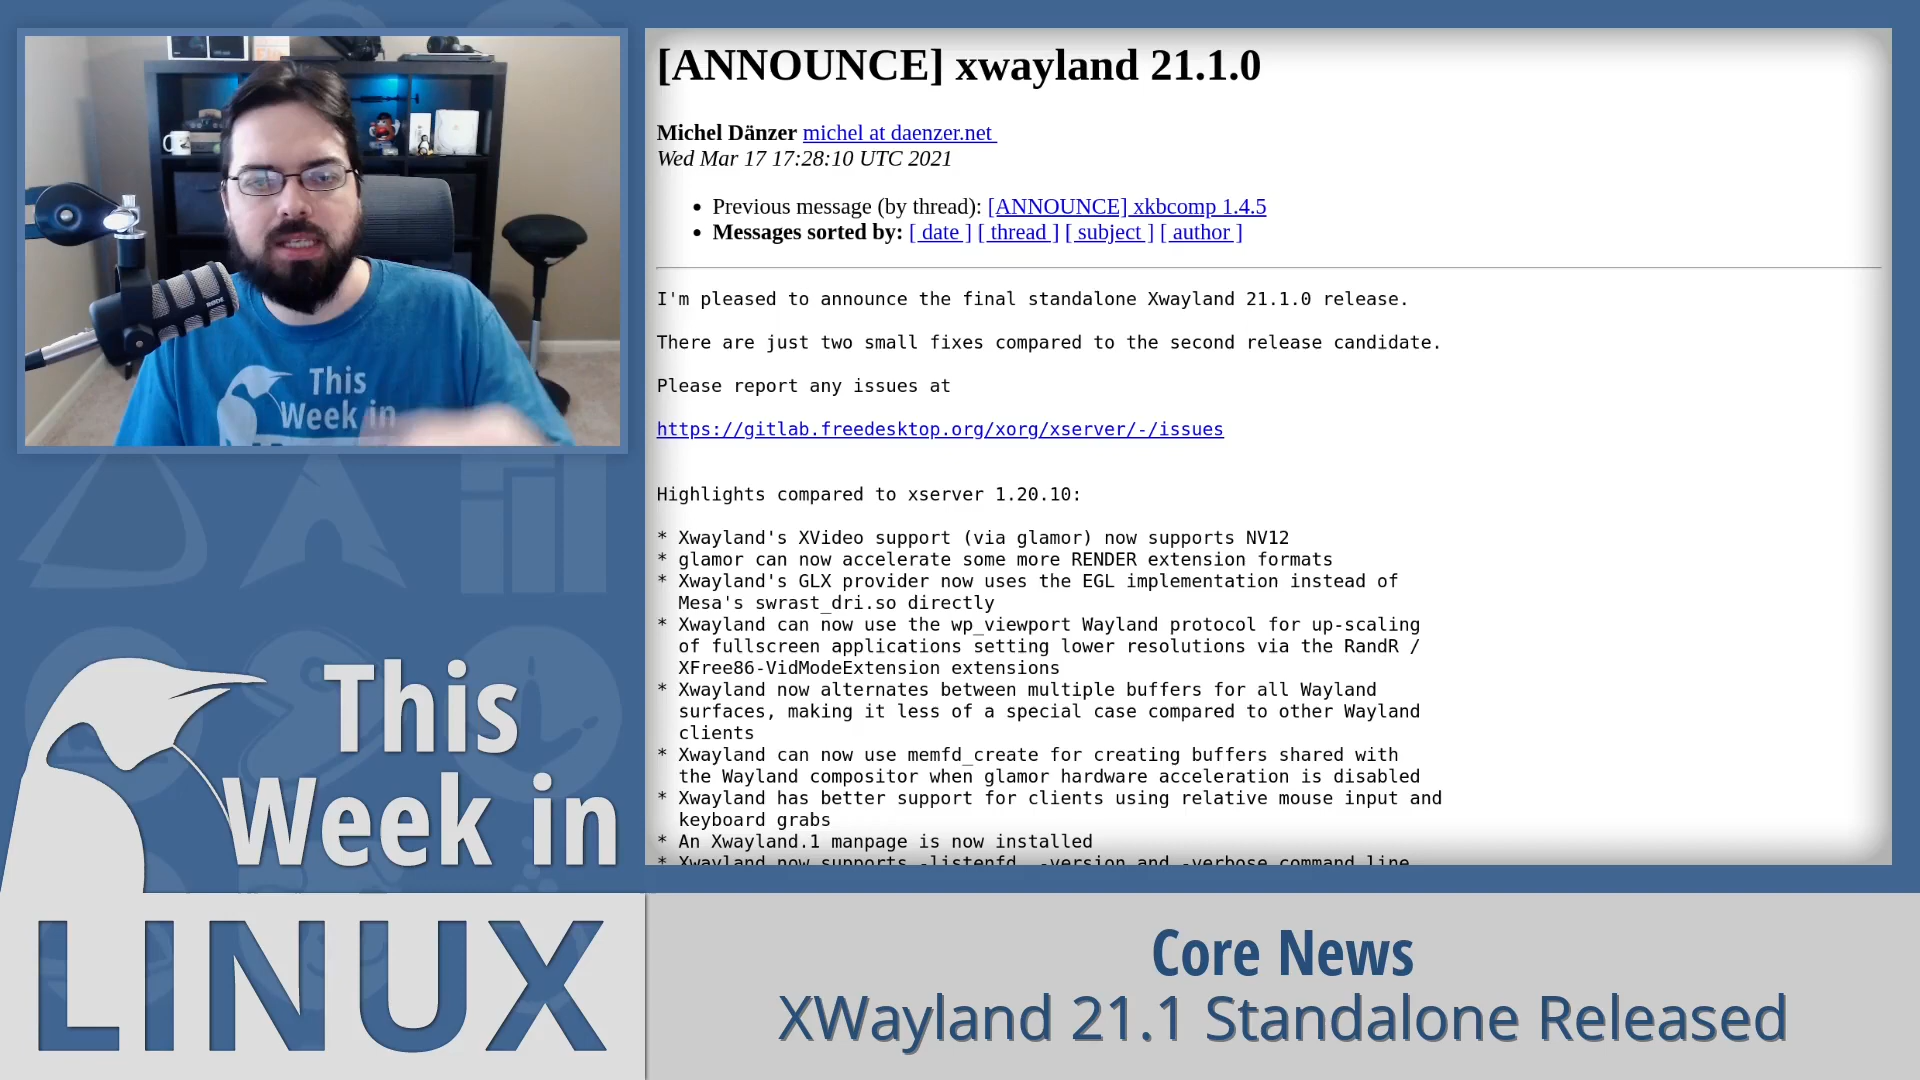 [ANNOUNCE] xwayland 21.1.0
Michel Dänzer michel at daenzer.net
Wed Mar 17 17:28:10 UTC 2021
• Previous message (by thread): [ANNOUNCE] xkbcomp 1.4.5
• Messages sorted by: [ date ] [ thread ] [ subject ] [ author ]
I'm pleased to announce the final standalone Xwayland 21.1.0 release.
There are just two small fixes compared to the second release candidate.
Please report any issues at
https://gitlab.freedesktop.org/xorg/xserver/-/issues
Highlights compared to xserver 1.20.10:
* Xwayland's XVideo support (via glamor) now supports NV12
* glamor can now accelerate some more RENDER extension formats
* Xwayland's GLX provider now uses the EGL implementation instead of
Mesa's swrast_dri.so directly
* Xwayland can now use the wp_viewport Wayland protocol for up-scaling
of fullscreen applications setting lower resolutions via the RandR /
XFree86-VidModeExtension extensions
* Xwayland now alternates between multiple buffers for all Wayland
surfaces, making it less of a special case compared to other Wayland
clients
* Xwayland can now use memfd_create for creating buffers shared with
the Wayland compositor when glamor hardware acceleration is disabled
* Xwayland has better support for clients using relative mouse input and
keyboard grabs
* An Xwayland.1 manpage is now installed
* Xwayland now supports -listenfd, -version and -verbose command line
RØDE
This
Week in
This
Week in
LINUX
Core News
XWayland 21.1 Standalone Released